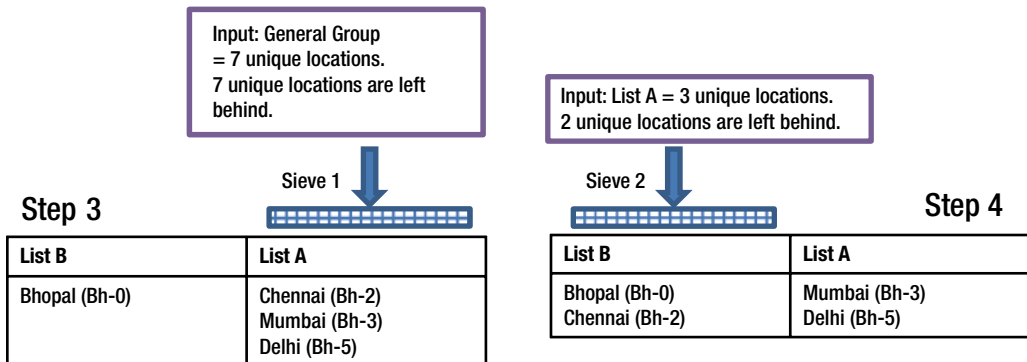 Input: General Group
= 7 unique locations.
7 unique locations are left
behind.
Sieve 1
Step 3
List B
List A
Bhopal (Bh-0)
Chennai (Bh-2)
Mumbai (Bh-3)
Delhi (Bh-5)
Input: List A = 3 unique locations.
2 unique locations are left behind.
Sieve 2
Step 4
List B
List A
Bhopal (Bh-0)
Chennai (Bh-2)
Mumbai (Bh-3)
Delhi (Bh-5)